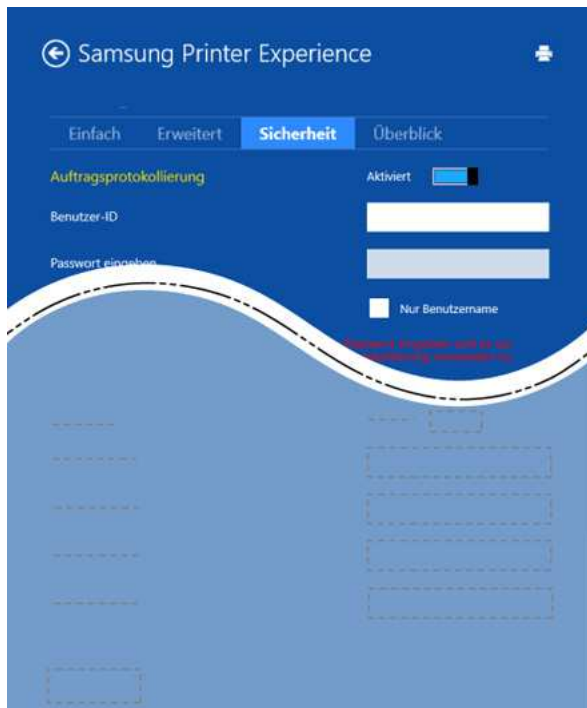 Samsung Printer Experience
Einfach Erweitert Sicherheit Überblick
Auftragsprotokollierung Aktiviert
Benutzer-ID
Passwort eingeben
Nur Benutzername